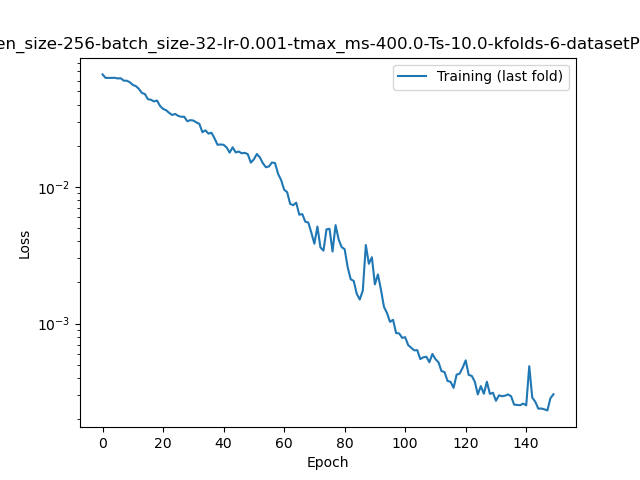 en_size-256-batch_size-32-lr-0.001-tmax_ms-400.0-Ts-10.0-kfolds-6-datasetP
Training (last fold)
10^-2
10^-3
Loss
0 20 40 60 80 100 120 140
Epoch